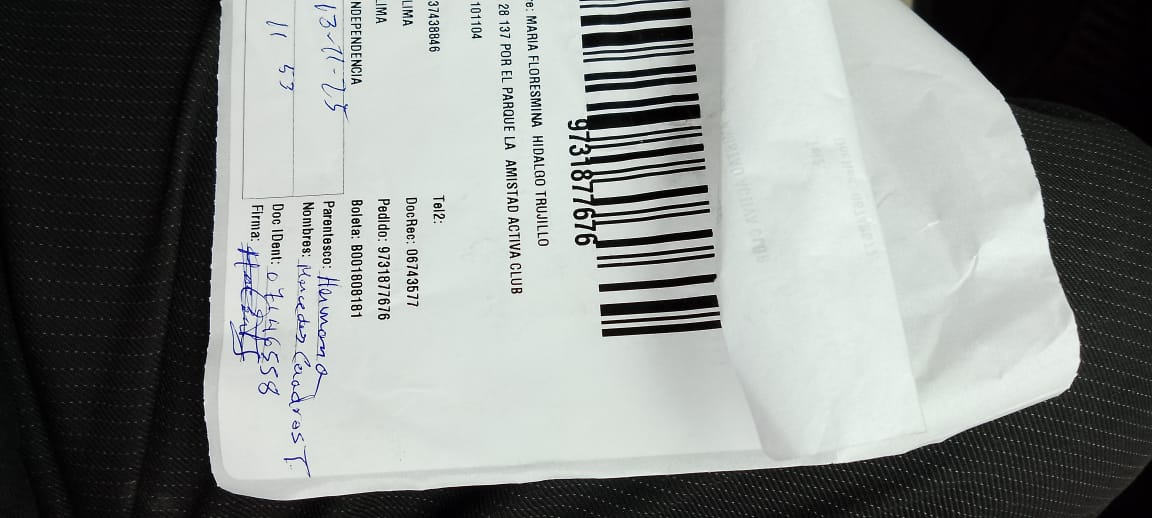 9731877676
e: MARIA FLORESMINA HIDALGO TRUJILLO
28 137 POR EL PARQUE LA AMISTAD ACTIVA CLUB
101104
37438846 Tel2:
LIMA DocRec: 06743577
LIMA Pedido: 9731877676
NDEPENDENCIA Boleta: B001808181
13-11-25 Parentesco: Hermana
Nombres: Mercedes Cuadros T.
11 53 Doc IDent: 07446558
Firma: